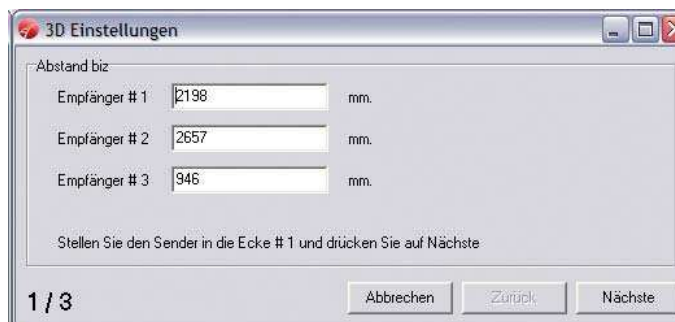 3D Einstellungen
Abstand biz
Empfänger # 1 2198 mm.
Empfänger # 2 2657 mm.
Empfänger # 3 946 mm.
Stellen Sie den Sender in die Ecke # 1 und drücken Sie auf Nächste
1 / 3 Abbrechen Zurück Nächste